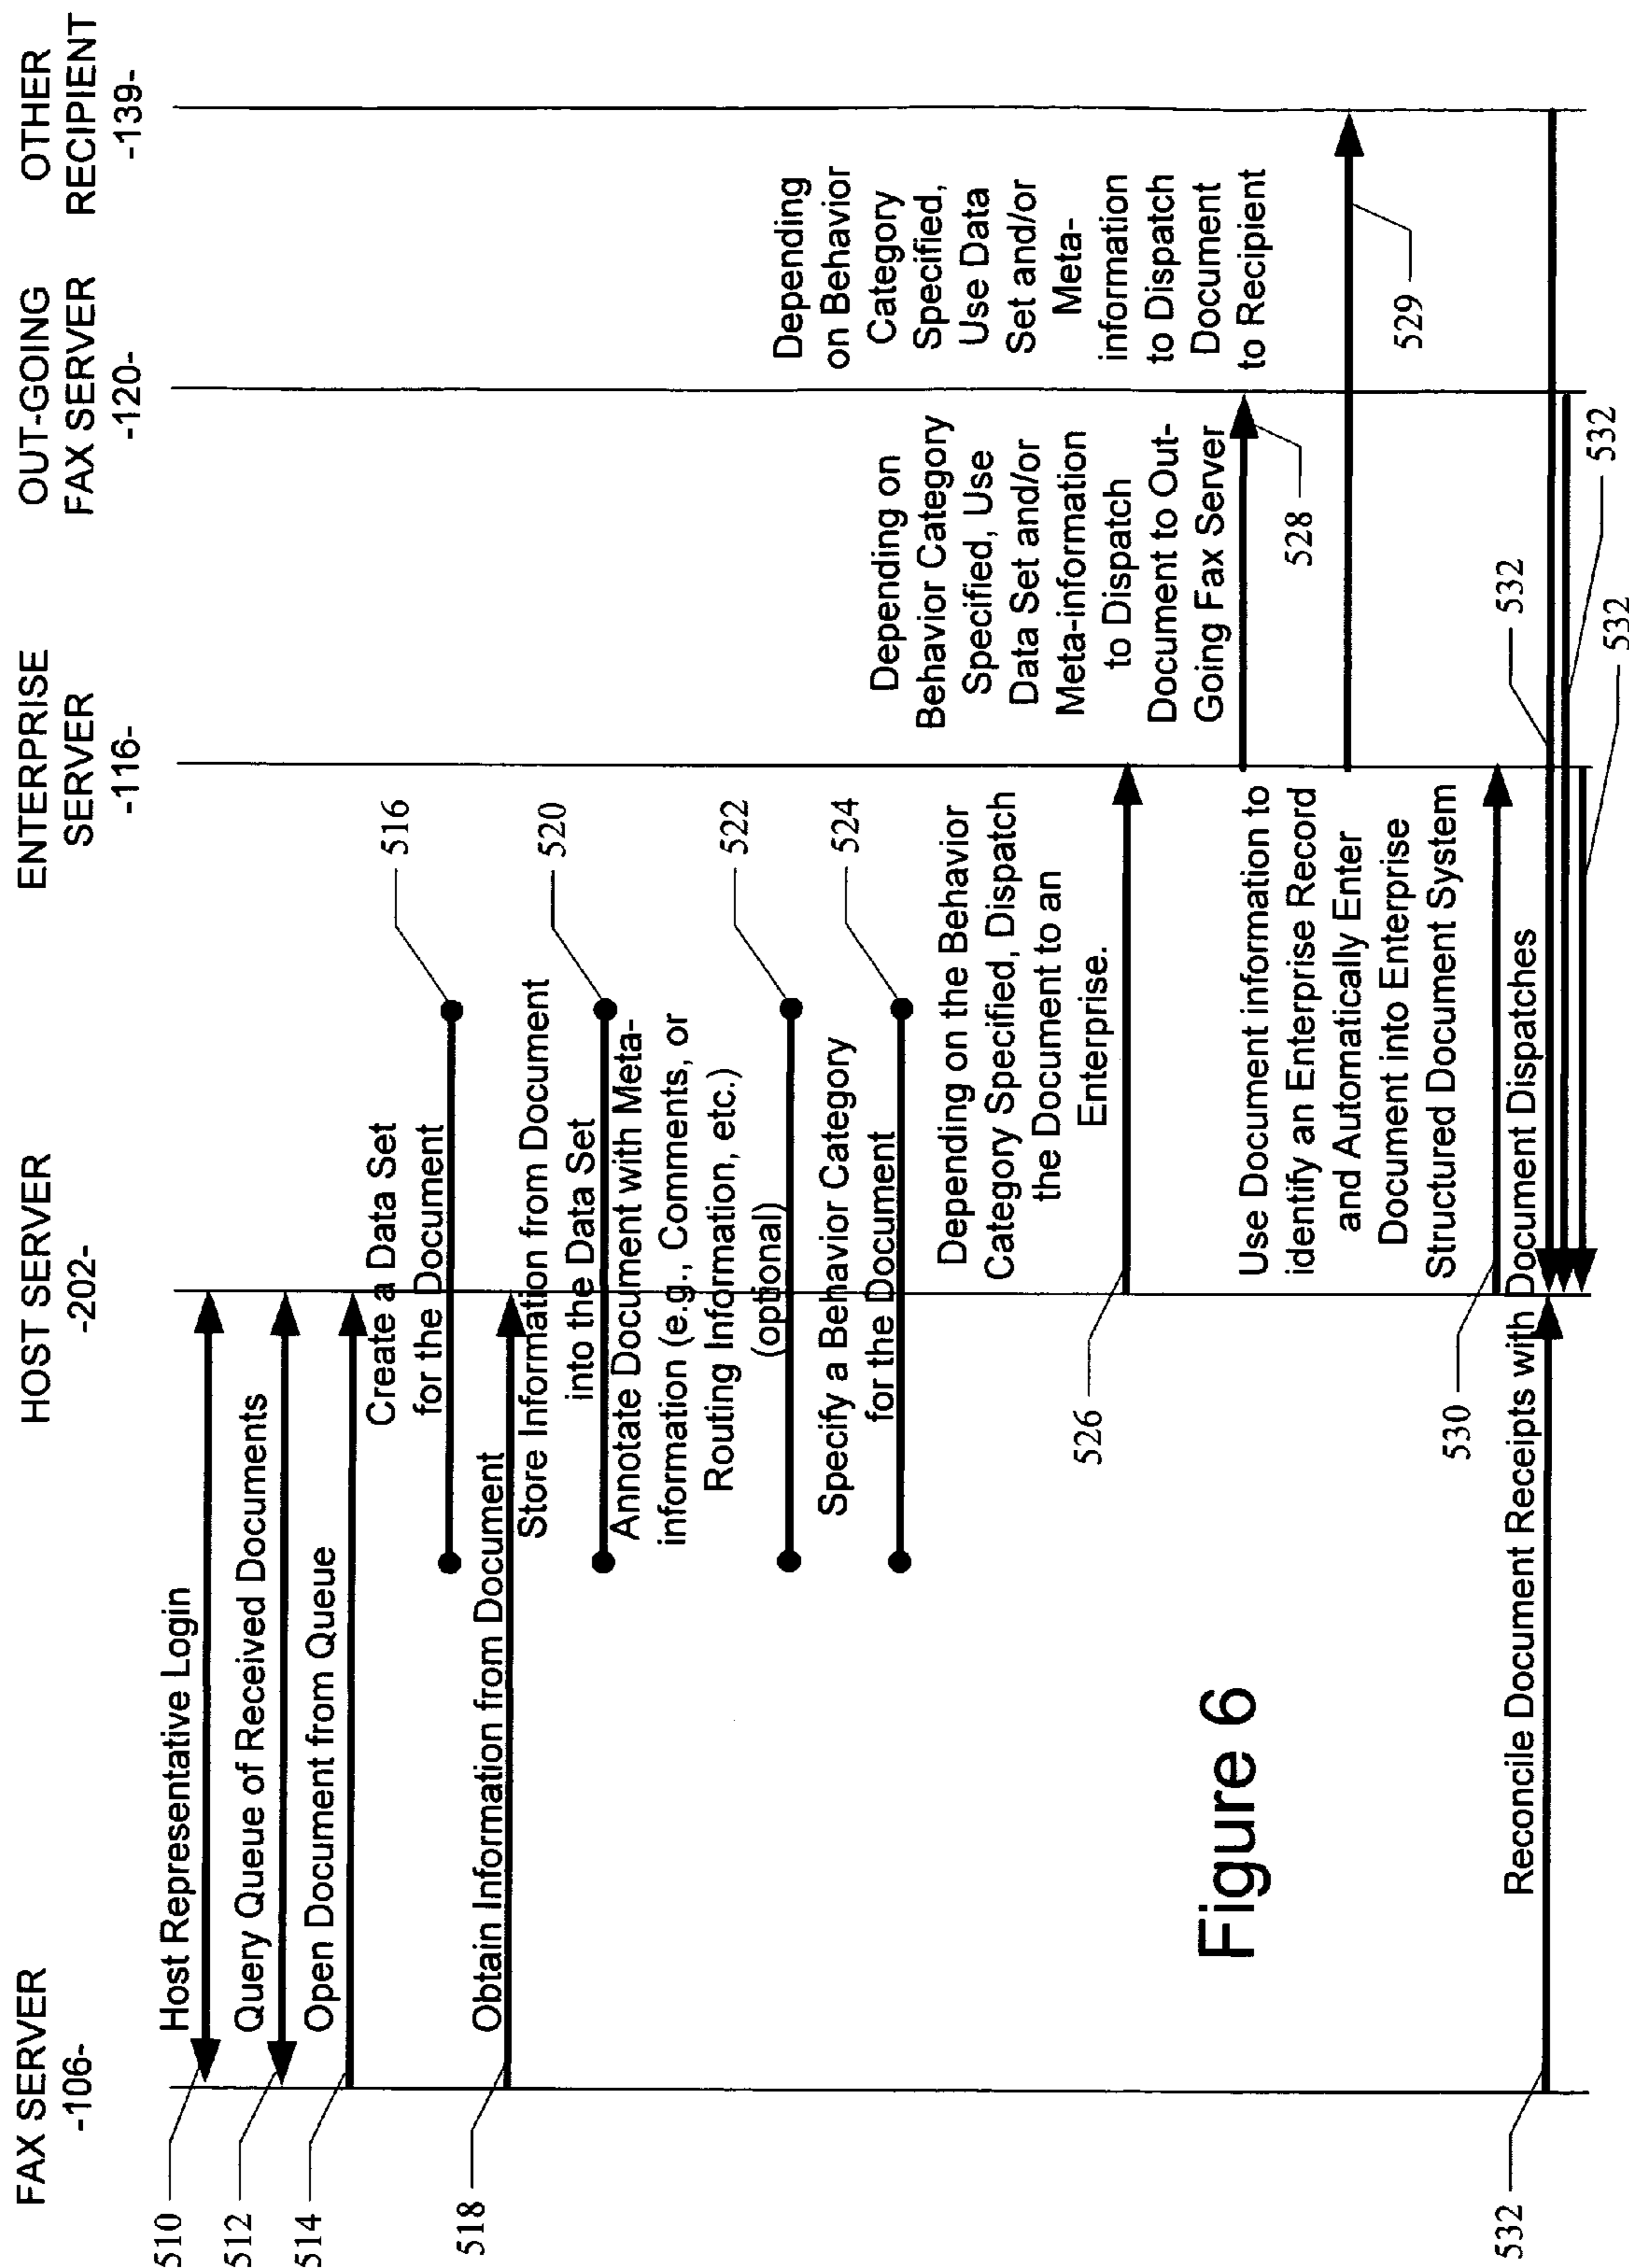 FAX SERVER
-106-
HOST SERVER
-202-
ENTERPRISE
SERVER
-116-
OUT-GOING
FAX SERVER
-120-
OTHER
RECIPIENT
-139-
510
Host Representative Login
512
Query Queue of Received Documents
514
Open Document from Queue
Create a Data Set
for the Document
516
518
Obtain Information from Document
Store Information from Document
into the Data Set
520
Annotate Document with Meta-
information (e.g., Comments, or
Routing Information, etc.)
(optional)
522
Specify a Behavior Category
for the Document
524
Depending on the Behavior
Category Specified, Dispatch
the Document to an
Enterprise.
526
Depending on
Behavior Category
Specified, Use
Data Set and/or
Meta-information
to Dispatch
Document to Out-
Going Fax Server
528
Depending
on Behavior
Category
Specified,
Use Data
Set and/or
Meta-
information
to Dispatch
Document
to Recipient
529
Use Document information to
identify an Enterprise Record
and Automatically Enter
Document into Enterprise
Structured Document System
530
Reconcile Document Receipts with Document Dispatches
532
532
532
532
Figure 6